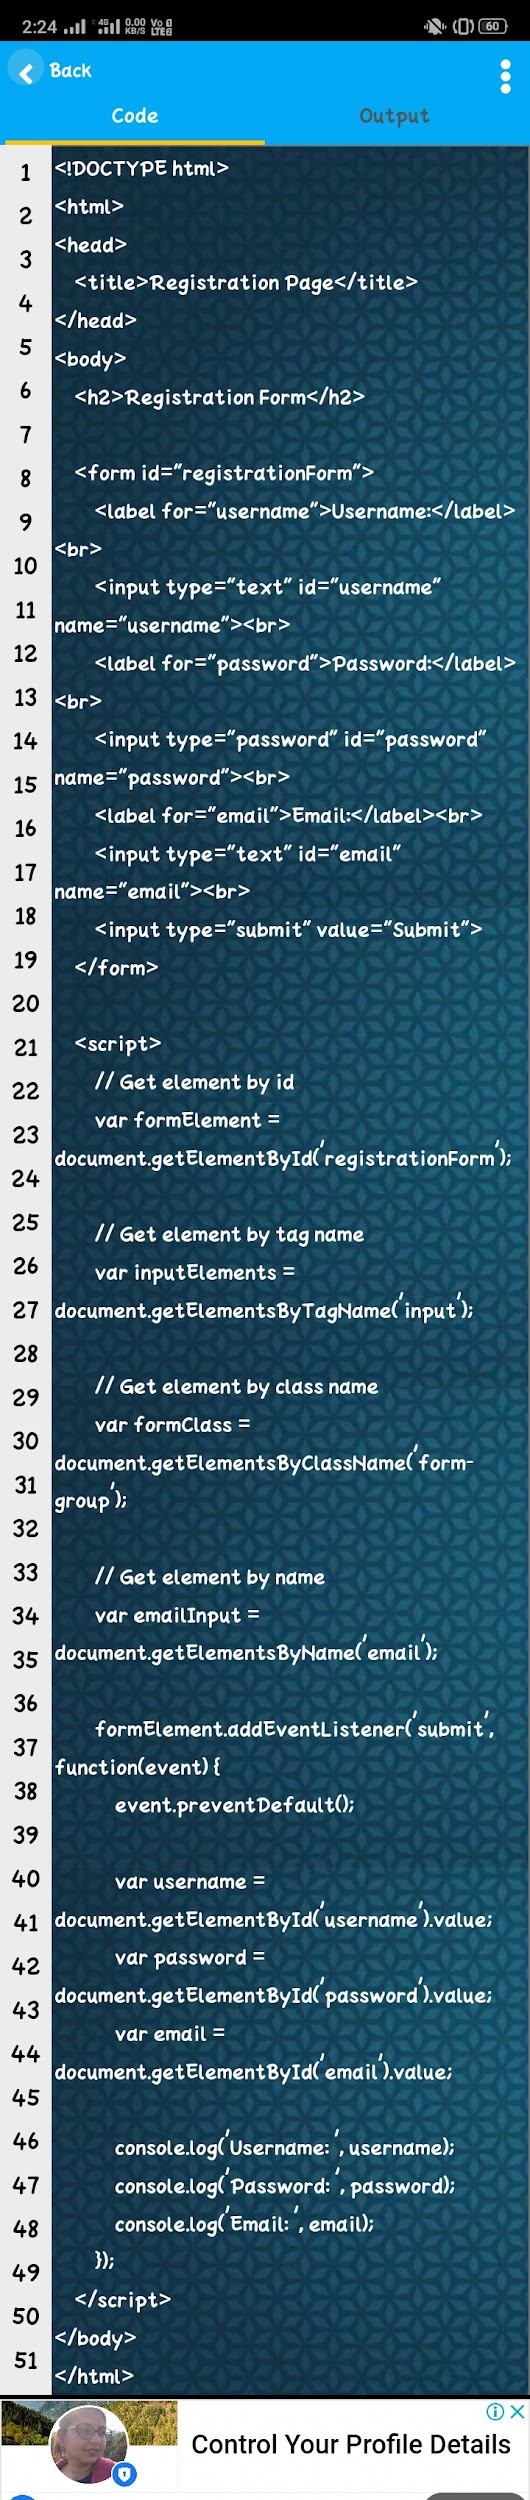 2:24 4G 0.00 KB/S Vo LTE 60
Back
Code Output
1 <!DOCTYPE html>
2 <html>
3 <head>
4 <title>Registration Page</title>
5 </head>
6 <body>
7 <h2>Registration Form</h2>
8 <form id="registrationForm">
9 <label for="username">Username:</label>
10 <br>
11 <input type="text" id="username"
12 name="username"><br>
13 <label for="password">Password:</label>
14 <br>
15 <input type="password" id="password"
16 name="password"><br>
17 <label for="email">Email:</label><br>
18 <input type="text" id="email"
19 name="email"><br>
20 <input type="submit" value="Submit">
21 </form>
22 <script>
23 // Get element by id
24 var formElement =
25 document.getElementById('registrationForm');
26 // Get element by tag name
27 var inputElements =
28 document.getElementsByTagName('input');
29 // Get element by class name
30 var formClass =
31 document.getElementsByClassName('form-
32 group');
33 // Get element by name
34 var emailInput =
35 document.getElementsByName('email');
36 formElement.addEventListener('submit',
37 function(event) {
38 event.preventDefault();
39
40 var username =
41 document.getElementById('username').value;
42 var password =
43 document.getElementById('password').value;
44 var email =
45 document.getElementById('email').value;
46 console.log('Username: ', username);
47 console.log('Password: ', password);
48 console.log('Email: ', email);
49 });
50 </script>
51 </body>
</html>
Control Your Profile Details